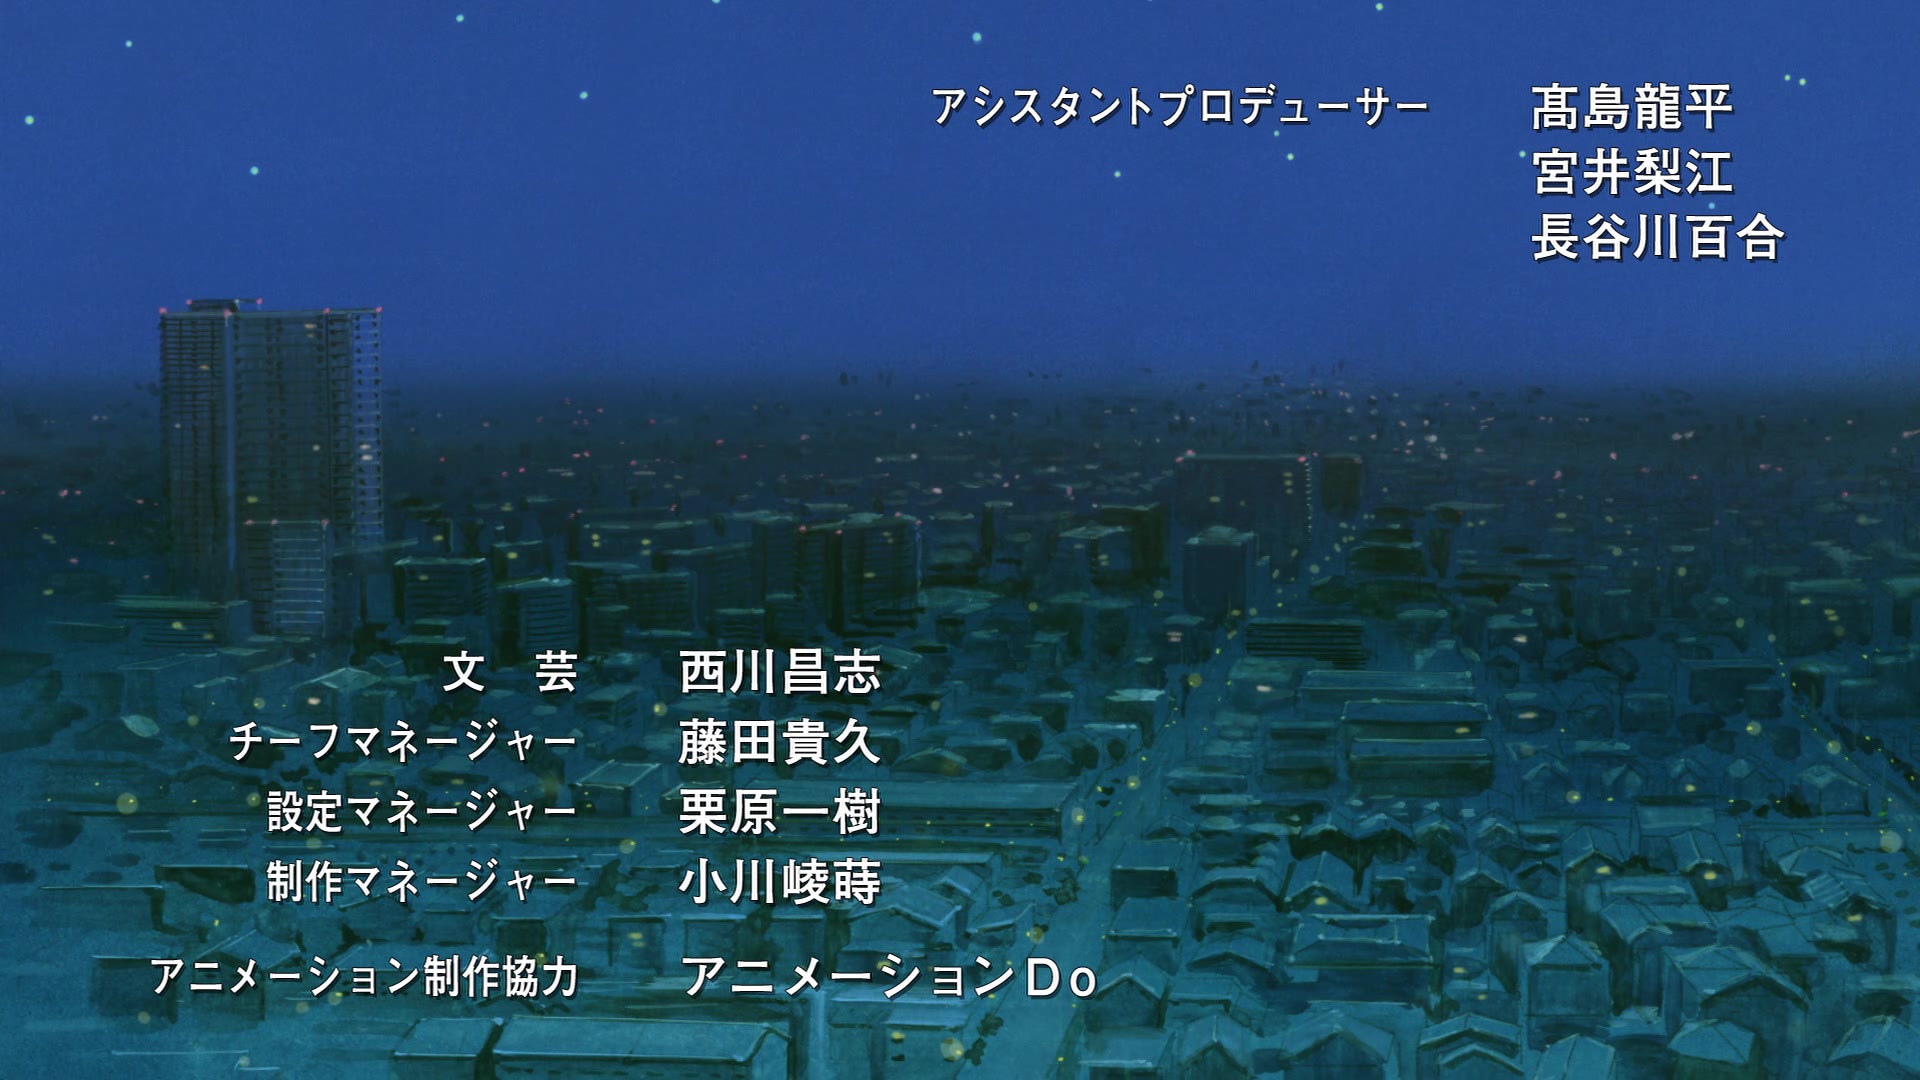 アシスタントプロデューサー 髙島龍平
宮井梨江
長谷川百合
文 芸 西川昌志
チーフマネージャー 藤田貴久
設定マネージャー 栗原一樹
制作マネージャー 小川崚蒔
アニメーション制作協力 アニメーションDo